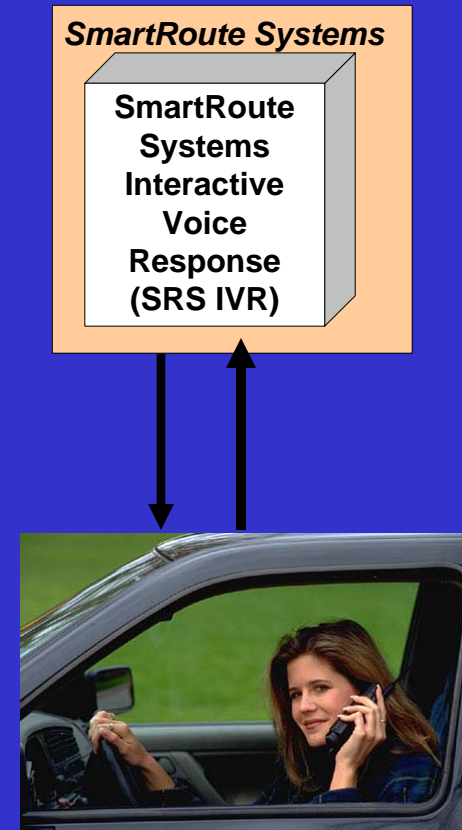 SmartRoute Systems
SmartRoute
Systems
Interactive
Voice
Response
(SRS IVR)